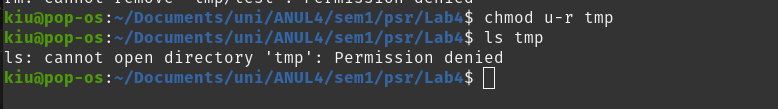 rm: cannot remove 'tmp/test': Permission denied
kiu@pop-os:~/Documents/uni/ANUL4/sem1/psr/Lab4$ chmod u-r tmp
kiu@pop-os:~/Documents/uni/ANUL4/sem1/psr/Lab4$ ls tmp
ls: cannot open directory 'tmp': Permission denied
kiu@pop-os:~/Documents/uni/ANUL4/sem1/psr/Lab4$